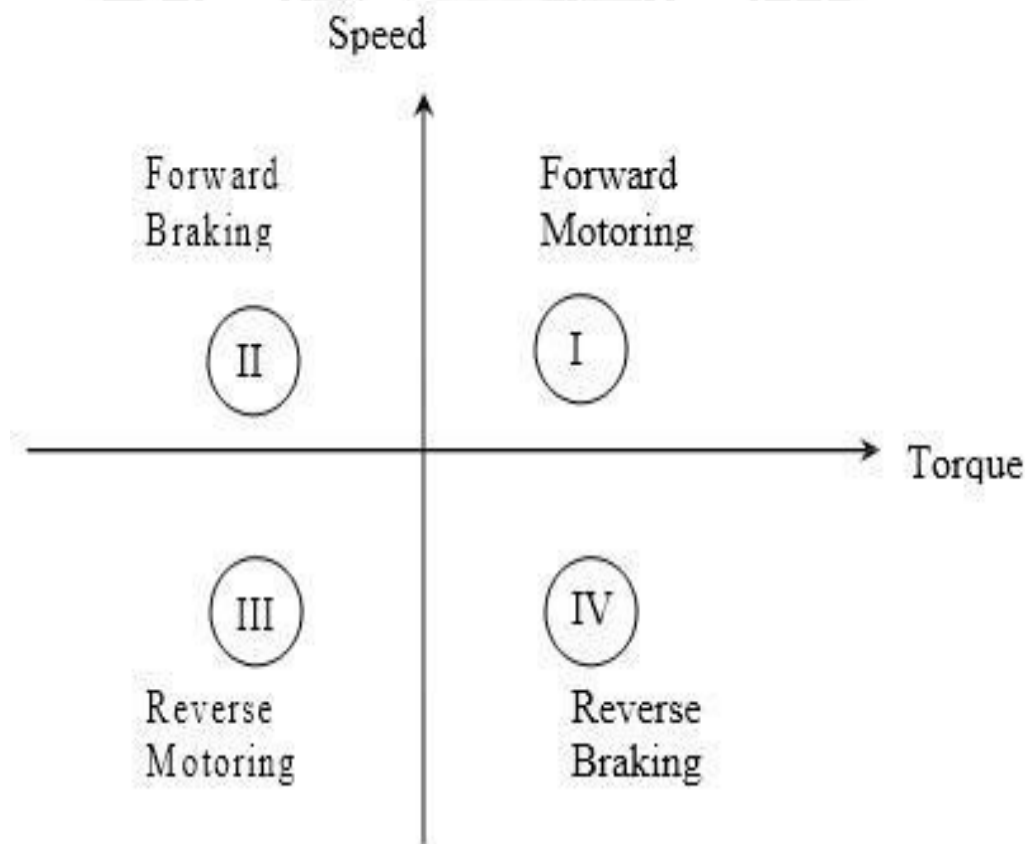 Speed
Forward
Braking
Forward
Motoring
II
I
Torque
III
IV
Reverse
Motoring
Reverse
Braking